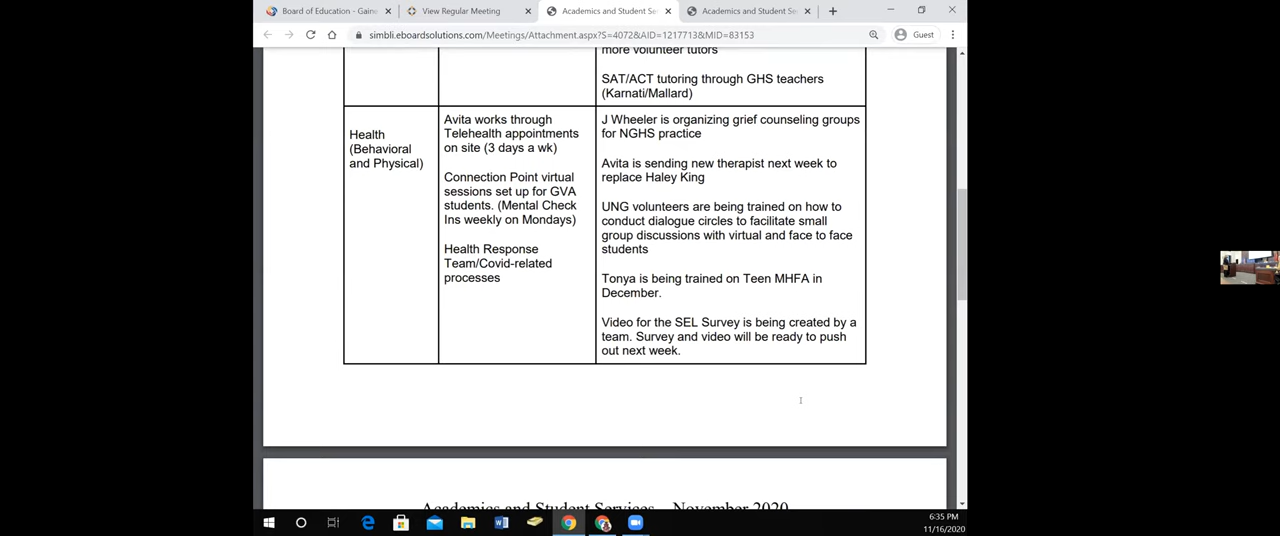 Board of Education - Gaine
View Regular Meeting
Academics and Student Ser
Academics and Student Se
simbli.eboardsolutions.com/Meetings/Attachment.aspx?S=4072&AID=1217713&MID=83153
Guest
more volunteer tutors
SAT/ACT tutoring through GHS teachers
(Karnati/Mallard)
Health
(Behavioral
and Physical)
Avita works through
Telehealth appointments
on site (3 days a wk)
Connection Point virtual
sessions set up for GVA
students. (Mental Check
Ins weekly on Mondays)
Health Response
Team/Covid-related
processes
J Wheeler is organizing grief counseling groups
for NGHS practice
Avita is sending new therapist next week to
replace Haley King
UNG volunteers are being trained on how to
conduct dialogue circles to facilitate small
group discussions with virtual and face to face
students
Tonya is being trained on Teen MHFA in
December.
Video for the SEL Survey is being created by a
team. Survey and video will be ready to push
out next week.
Academics and Student Services – November 2020
6:35 PM
11/16/2020